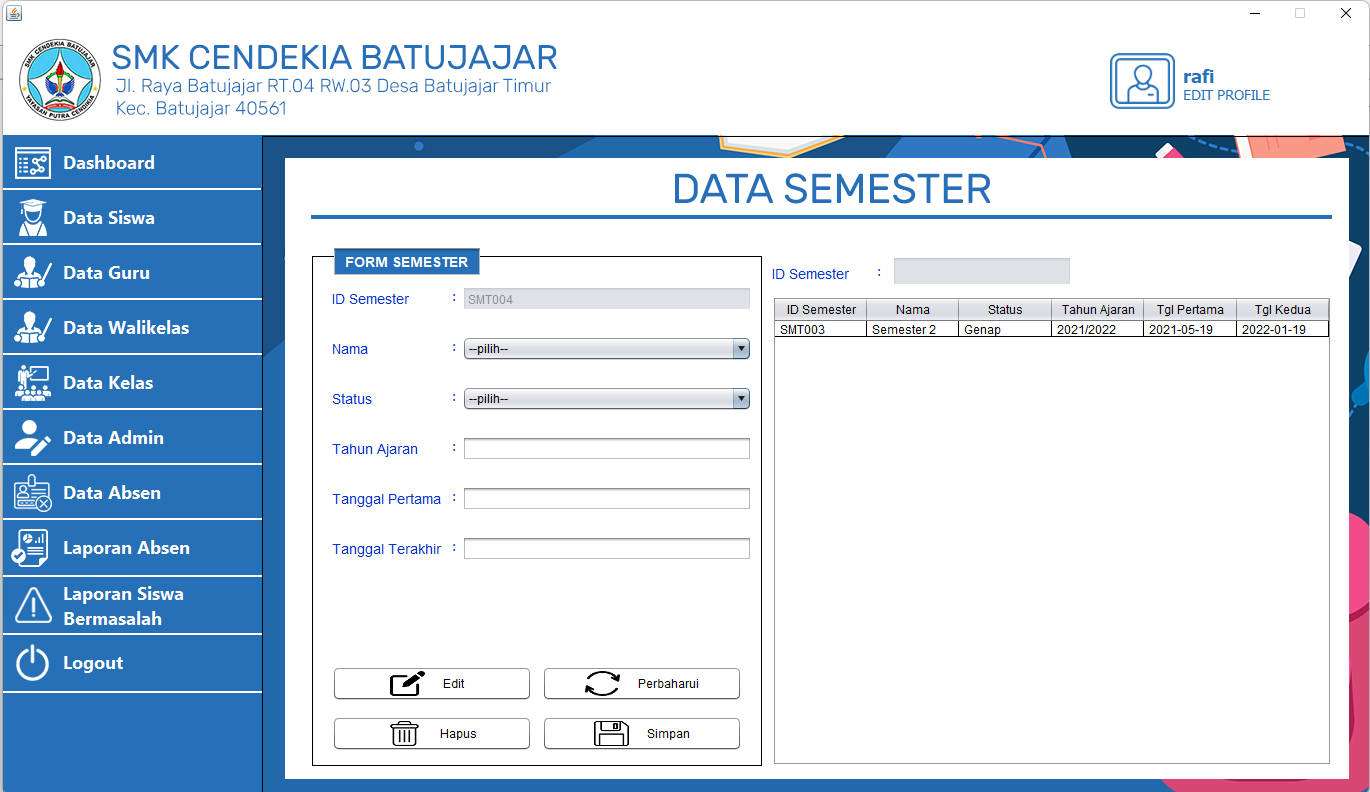 SMK CENDEKIA BATUJAJAR
Jl. Raya Batujajar RT.04 RW.03 Desa Batujajar Timur
Kec. Batujajar 40561
SMK CENDEKIA BATUJAJAR
YAYASAN PUTRA CENDIKIA
rafi
EDIT PROFILE
Dashboard
Data Siswa
Data Guru
Data Walikelas
Data Kelas
Data Admin
Data Absen
Laporan Absen
Laporan Siswa
Bermasalah
Logout
DATA SEMESTER
FORM SEMESTER
ID Semester : SMT004
Nama : --pilih--
Status : --pilih--
Tahun Ajaran :
Tanggal Pertama :
Tanggal Terakhir :
Edit Perbaharui
Hapus Simpan
ID Semester :
ID Semester Nama Status Tahun Ajaran Tgl Pertama Tgl Kedua
SMT003 Semester 2 Genap 2021/2022 2021-05-19 2022-01-19